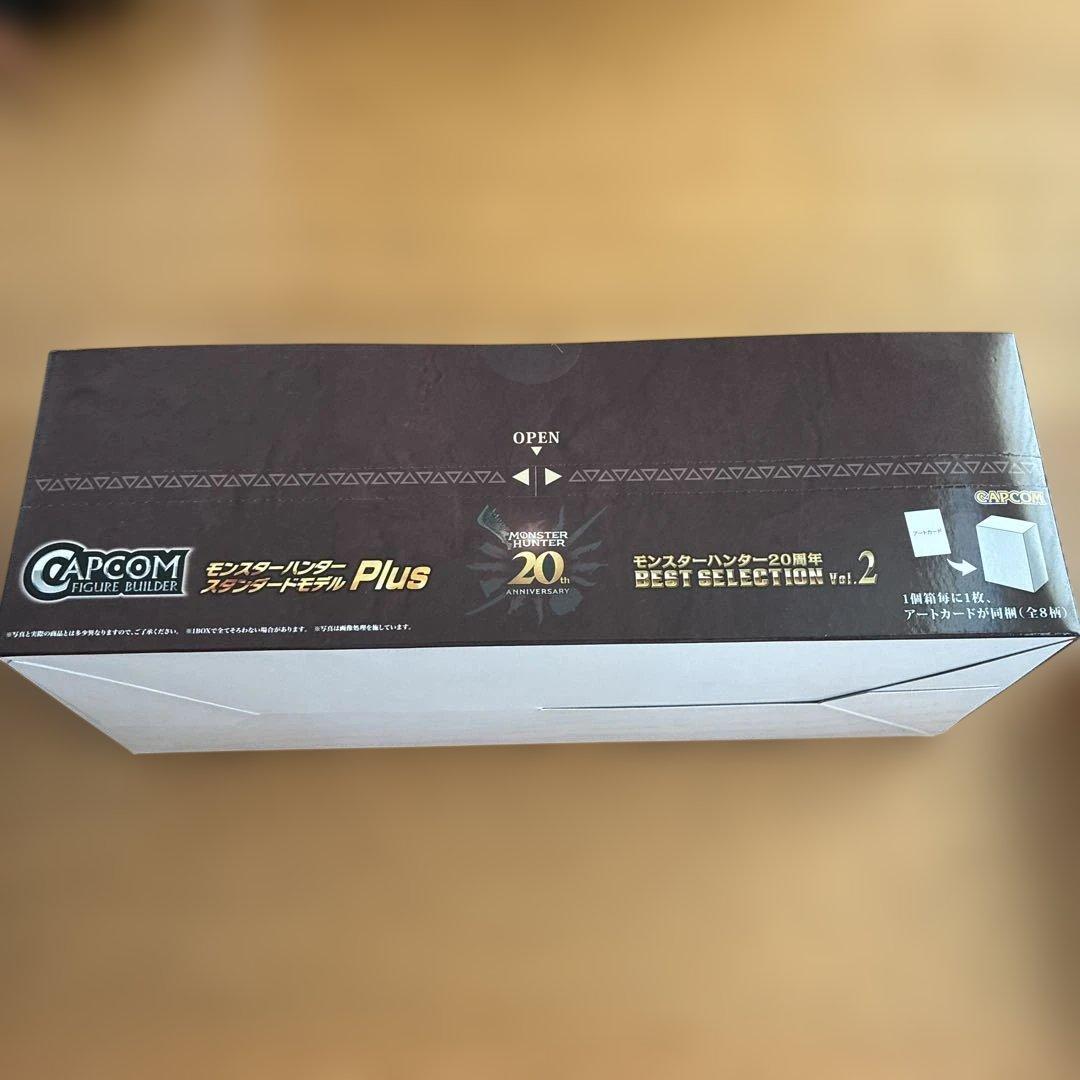 OPEN
CAPCOM
FIGURE BUILDER
モンスターハンター
スタンダードモデル Plus
MONSTER
HUNTER
20th
ANNIVERSARY
モンスターハンター20周年
BEST SELECTION Vol.2
CAPCOM
アートカード
1個箱毎に1枚、
アートカードが同梱(全8柄)
※写真と実際の商品とは多少異なりますので、ご了承ください。 ※1BOXで全てそろわない場合があります。 ※写真は画像処理を施しています。